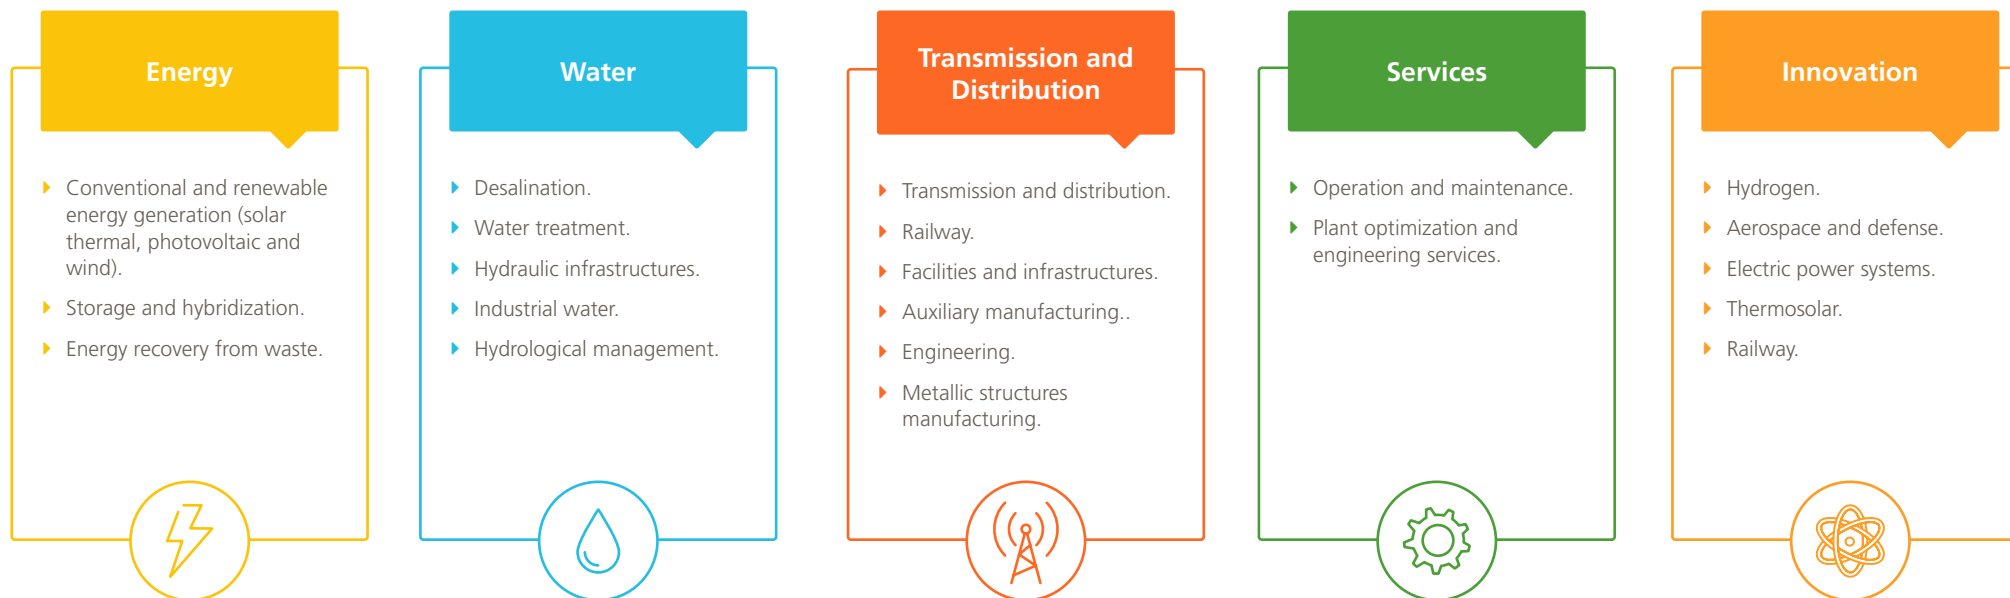 Energy
Conventional and renewable
energy generation (solar
thermal, photovoltaic and
wind).
Storage and hybridization.
Energy recovery from waste.
Water
Desalination.
Water treatment.
Hydraulic infrastructures.
Industrial water.
Hydrological management.
Transmission and
Distribution
Transmission and distribution.
Railway.
Facilities and infrastructures.
Auxiliary manufacturing..
Engineering.
Metallic structures
manufacturing.
Services
Operation and maintenance.
Plant optimization and
engineering services.
Innovation
Hydrogen.
Aerospace and defense.
Electric power systems.
Thermosolar.
Railway.